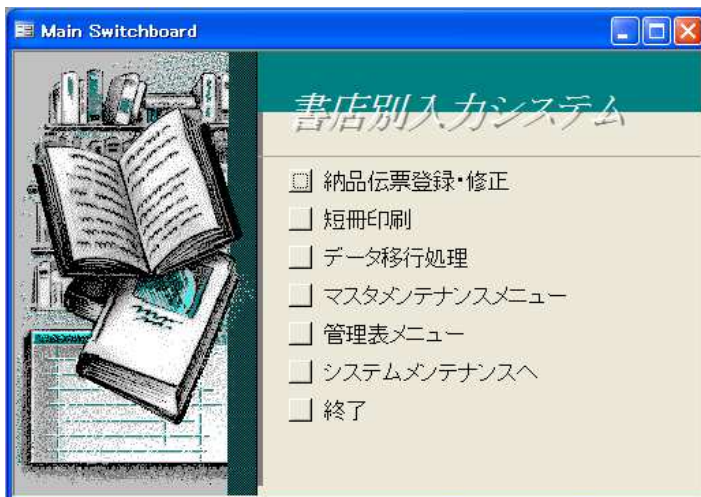 Main Switchboard
書店別入力システム
納品伝票登録・修正
短冊印刷
データ移行処理
マスタメンテナンスメニュー
管理表メニュー
システムメンテナンスへ
終了